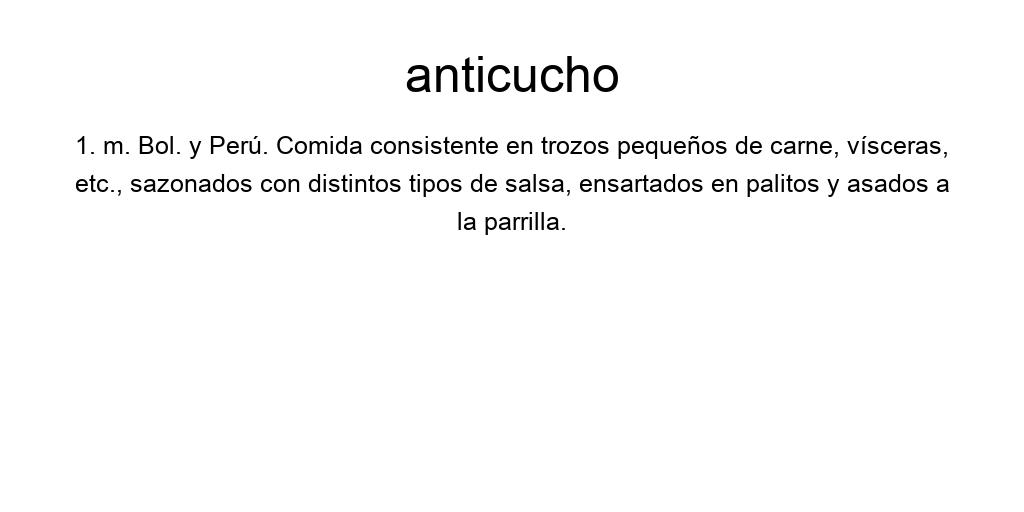 anticucho
1. m. Bol. y Perú. Comida consistente en trozos pequeños de carne, vísceras,
etc., sazonados con distintos tipos de salsa, ensartados en palitos y asados a
la parrilla.